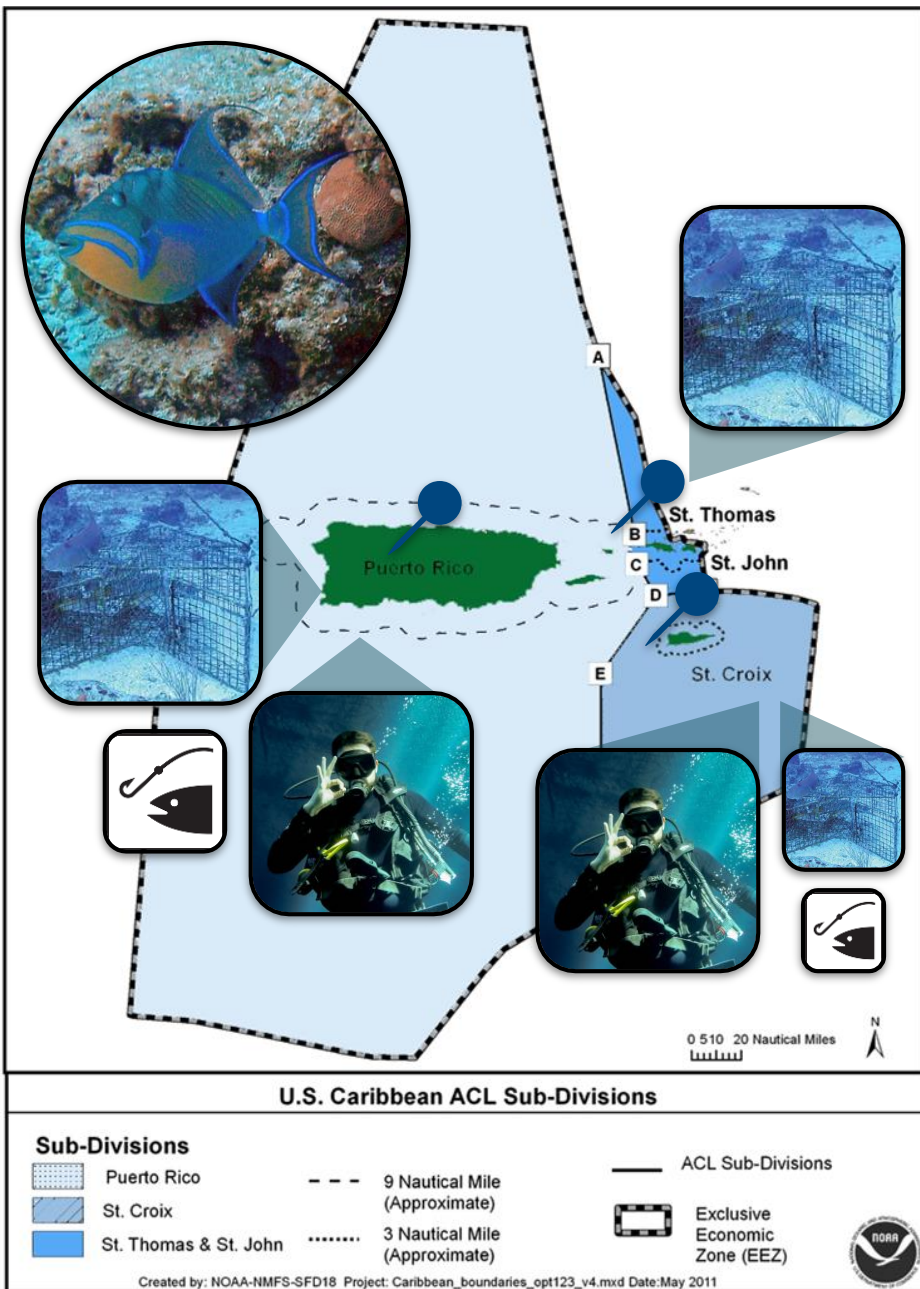 A
St. Thomas
B
C
St. John
Puerto Rico
D
E
St. Croix
0 510 20 Nautical Miles
N
U.S. Caribbean ACL Sub-Divisions
Sub-Divisions
Puerto Rico
St. Croix
St. Thomas & St. John
9 Nautical Mile
(Approximate)
3 Nautical Mile
(Approximate)
ACL Sub-Divisions
Exclusive
Economic
Zone (EEZ)
NOAA
Created by: NOAA-NMFS-SFD18 Project: Caribbean_boundaries_opt123_v4.mxd Date:May 2011